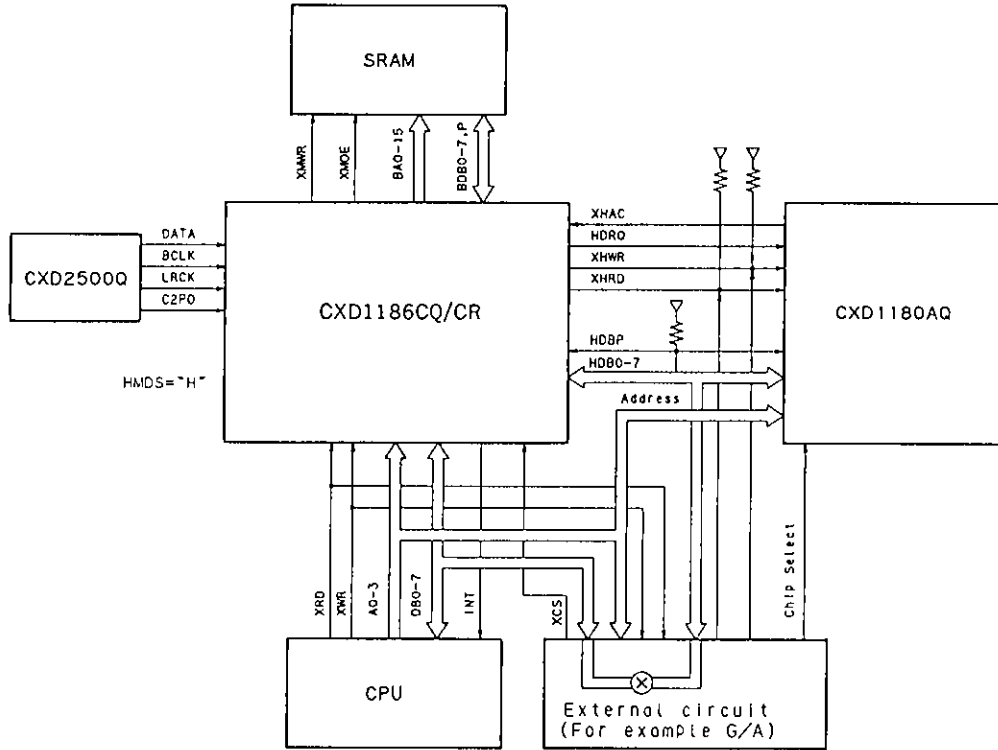 SRAM
XMWR
XMOE
BA0-15
BDB0-7,P
CXD2500Q
DATA
BCLK
LRCK
C2PO
CXD1186CQ/CR
XHAC
HDRQ
XHWR
XHRD
HDBP
HDB0-7
Address
CXD1180AQ
HMDS="H"
XRD
XWR
A0-3
DB0-7
INT
XCS
Chip Select
CPU
External circuit
(For example G/A)